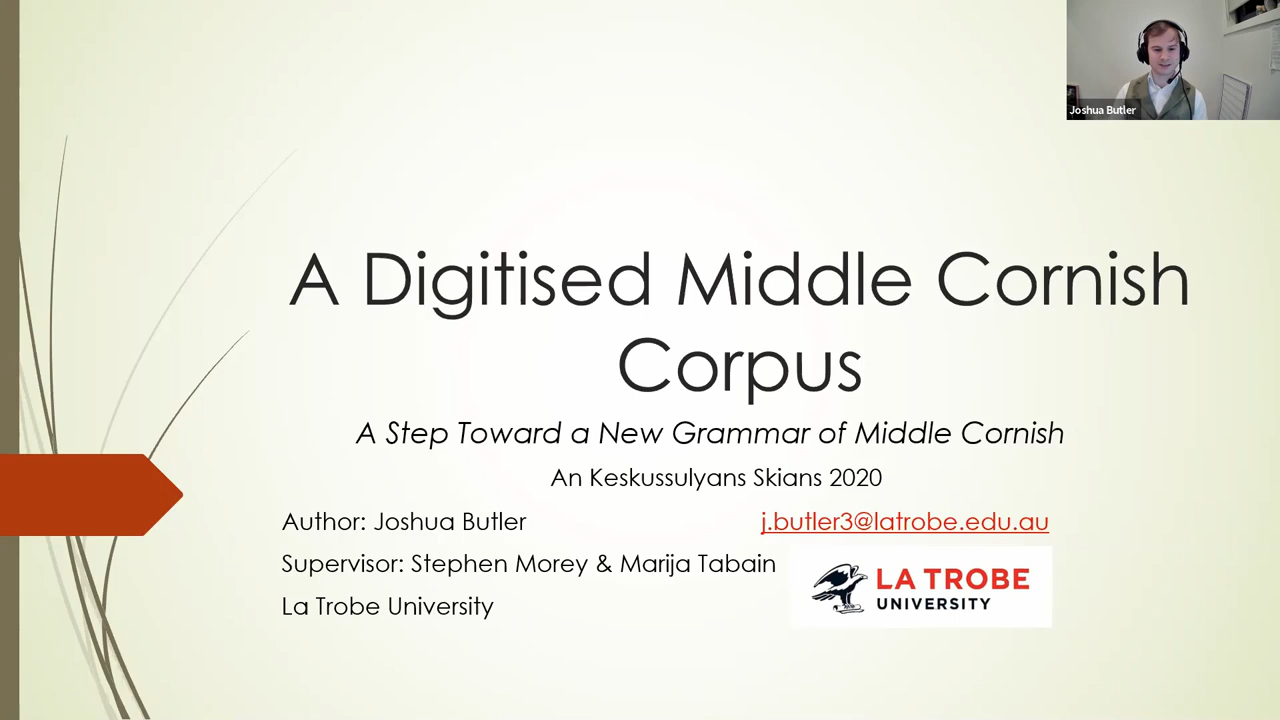 Joshua Butler
A Digitised Middle Cornish
Corpus
A Step Toward a New Grammar of Middle Cornish
An Keskussulyans Skians 2020
Author: Joshua Butler j.butler3@latrobe.edu.au
Supervisor: Stephen Morey & Marija Tabain
La Trobe University
LA TROBE
UNIVERSITY